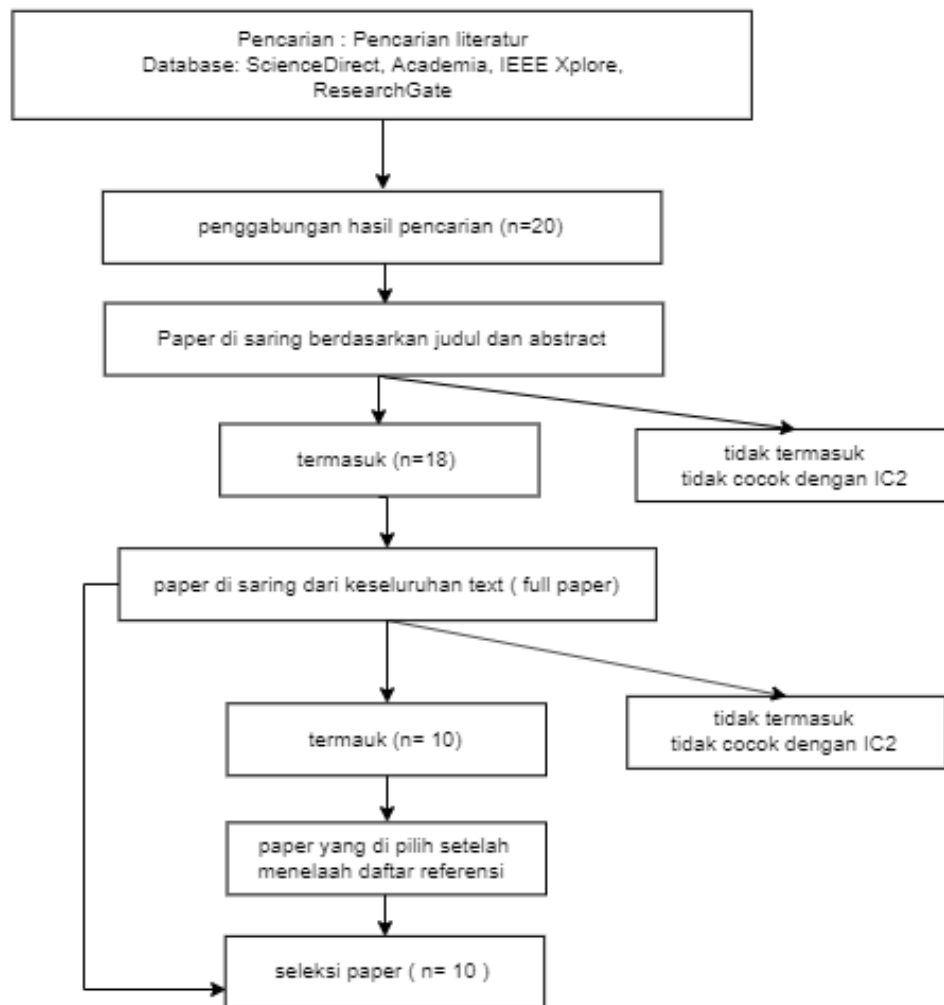 Pencarian : Pencarian literatur
Database: ScienceDirect, Academia, IEEE Xplore,
ResearchGate
penggabungan hasil pencarian (n=20)
Paper di saring berdasarkan judul dan abstract
termasuk (n=18)
tidak termasuk
tidak cocok dengan IC2
paper di saring dari keseluruhan text ( full paper)
termauk (n= 10)
tidak termasuk
tidak cocok dengan IC2
paper yang di pilih setelah
menelaah daftar referensi
seleksi paper ( n= 10 )